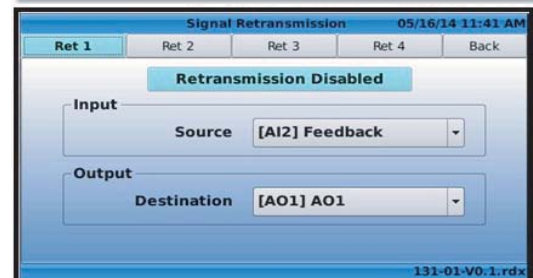 Signal Retransmission 05/16/14 11:41 AM
Ret 1 Ret 2 Ret 3 Ret 4 Back
Retransmission Disabled
Input
Source [AI2] Feedback
Output
Destination [AO1] AO1
131-01-V0.1.rdx